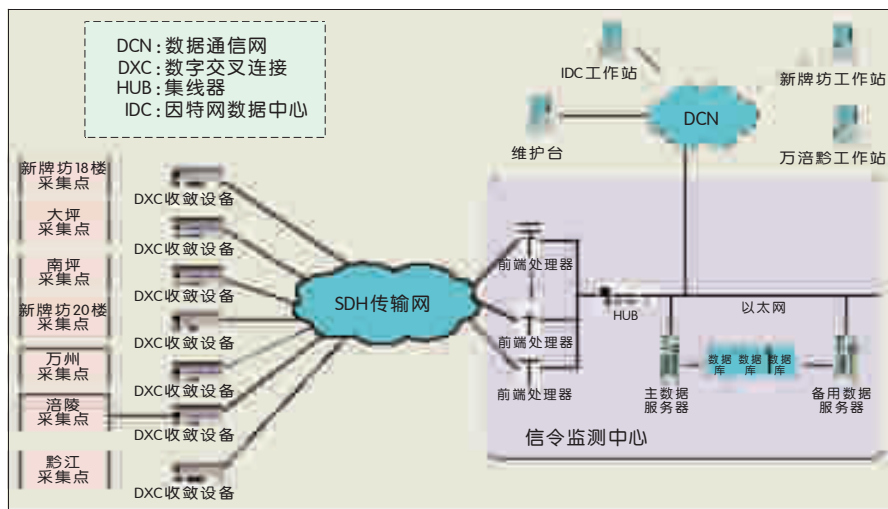 DCN:数据通信网
DXC:数字交叉连接
HUB:集线器
IDC:因特网数据中心
IDC工作站
新牌坊工作站
DCN
维护台
万涪黔工作站
新牌坊18楼
采集点
DXC收敛设备
大坪
采集点
DXC收敛设备
南坪
采集点
DXC收敛设备
新牌坊20楼
采集点
DXC收敛设备
万州
采集点
DXC收敛设备
涪陵
采集点
DXC收敛设备
黔江
采集点
DXC收敛设备
SDH传输网
前端处理器
前端处理器
前端处理器
HUB
以太网
数据
库
数据
库
数据
库
主数据
服务器
备用数据
服务器
信令监测中心